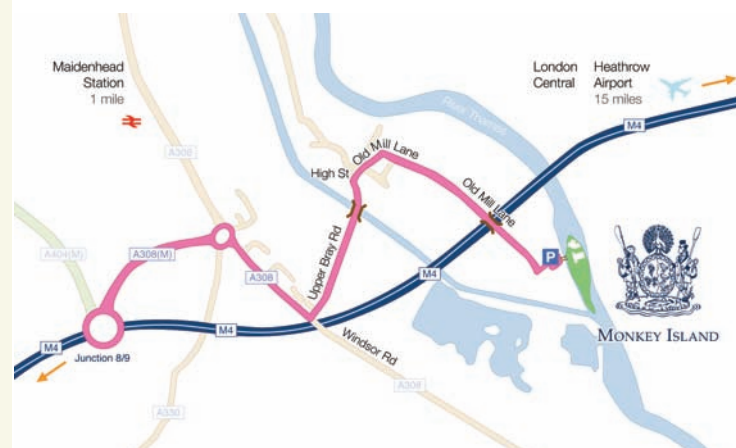 Maidenhead
Station
1 mile
London
Central
Heathrow
Airport
15 miles
M4
River Thames
A308
Old Mill Lane
High St
Old Mill Lane
Upper Bray Rd
P
A404(M)
A308(M)
A308
M4
M4
M4
Junction 8/9
Windsor Rd
A308
A330
MONKEY ISLAND